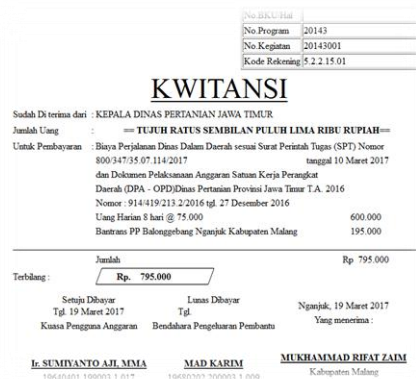 No.BKU/Hal
No.Program 20143
No.Kegiatan 20143001
Kode Rekening 5.2.2.15.01
KWITANSI
Sudah Di terima dari : KEPALA DINAS PERTANIAN JAWA TIMUR
Jumlah Uang : == TUJUH RATUS SEMBILAN PULUH LIMA RIBU RUPIAH==
Untuk Pembayaran : Biaya Perjalanan Dinas Dalam Daerah sesuai Surat Perintah Tugas (SPT) Nomor
800/347/35.07.114/2017 tanggal 10 Maret 2017
dan Dokumen Pelaksanaan Anggaran Satuan Kerja Perangkat
Daerah (DPA - OPD)Dinas Pertanian Provinsi Jawa Timur T.A. 2016
Nomor : 914/419/213.2/2016 tgl. 27 Desember 2016
Uang Harian 8 hari @ 75.000 600.000
Bantrans PP Balonggebang Nganjuk Kabupaten Malang 195.000
Jumlah Rp 795.000
Terbilang : Rp. 795.000
Setuju Dibayar Lunas Dibayar
Nganjuk, 19 Maret 2017
Tgl. 19 Maret 2017 Tgl.
Yang menerima :
Kuasa Pengguna Anggaran Bendahara Pengeluaran Pembantu
MUKHAMMAD RIFAT ZAIM
Ir. SUMIYANTO AJI, MMA MAD KARIM
Kabupaten Malang